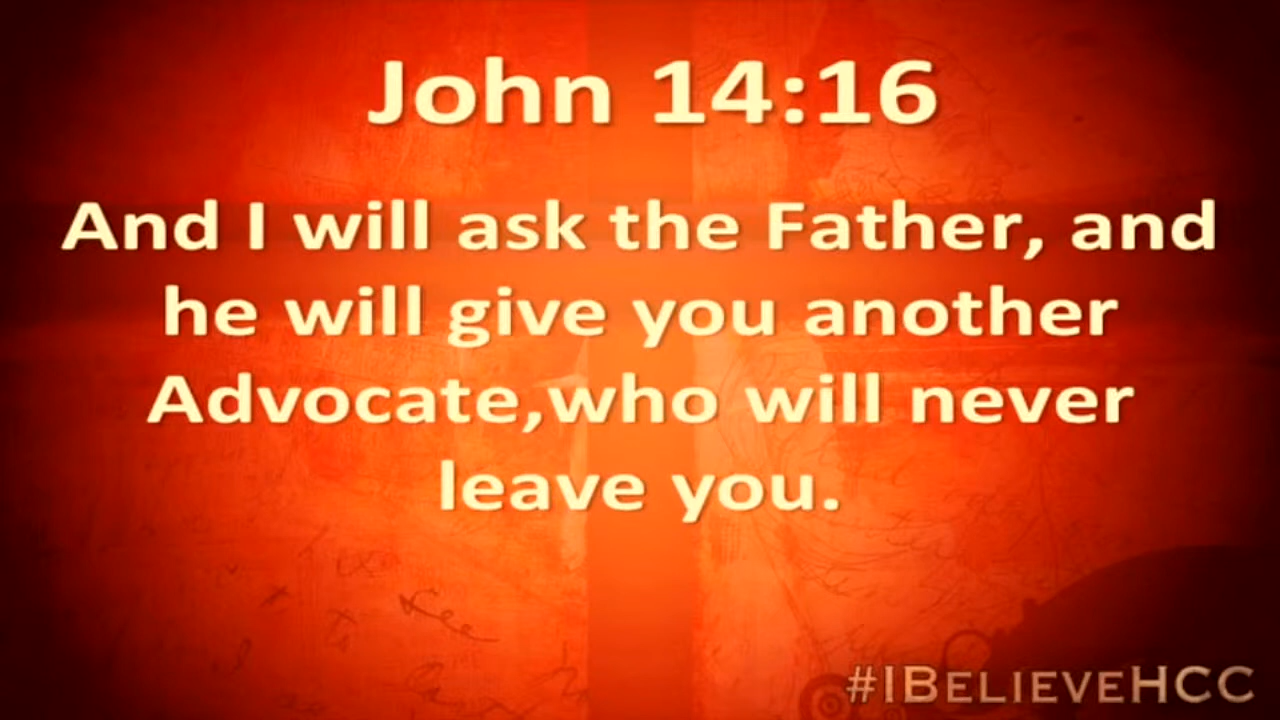 John 14:16
And I will ask the Father, and
he will give you another
Advocate,who will never
leave you.
#IBelieveHCC